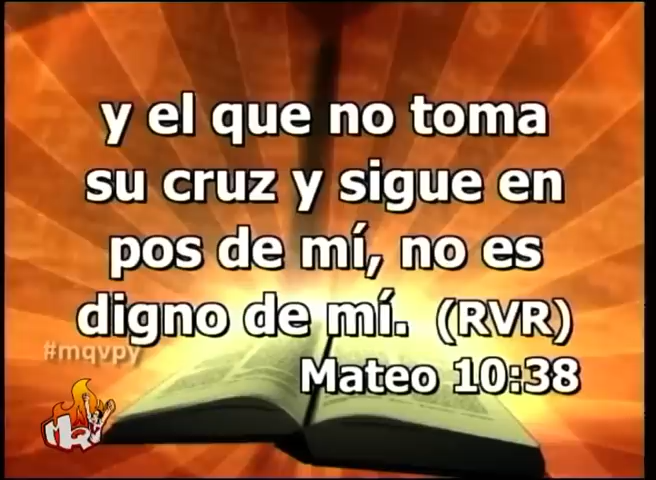 y el que no toma
su cruz y sigue en
pos de mí, no es
digno de mí. (RVR)
#mqvpy
Mateo 10:38
MQV